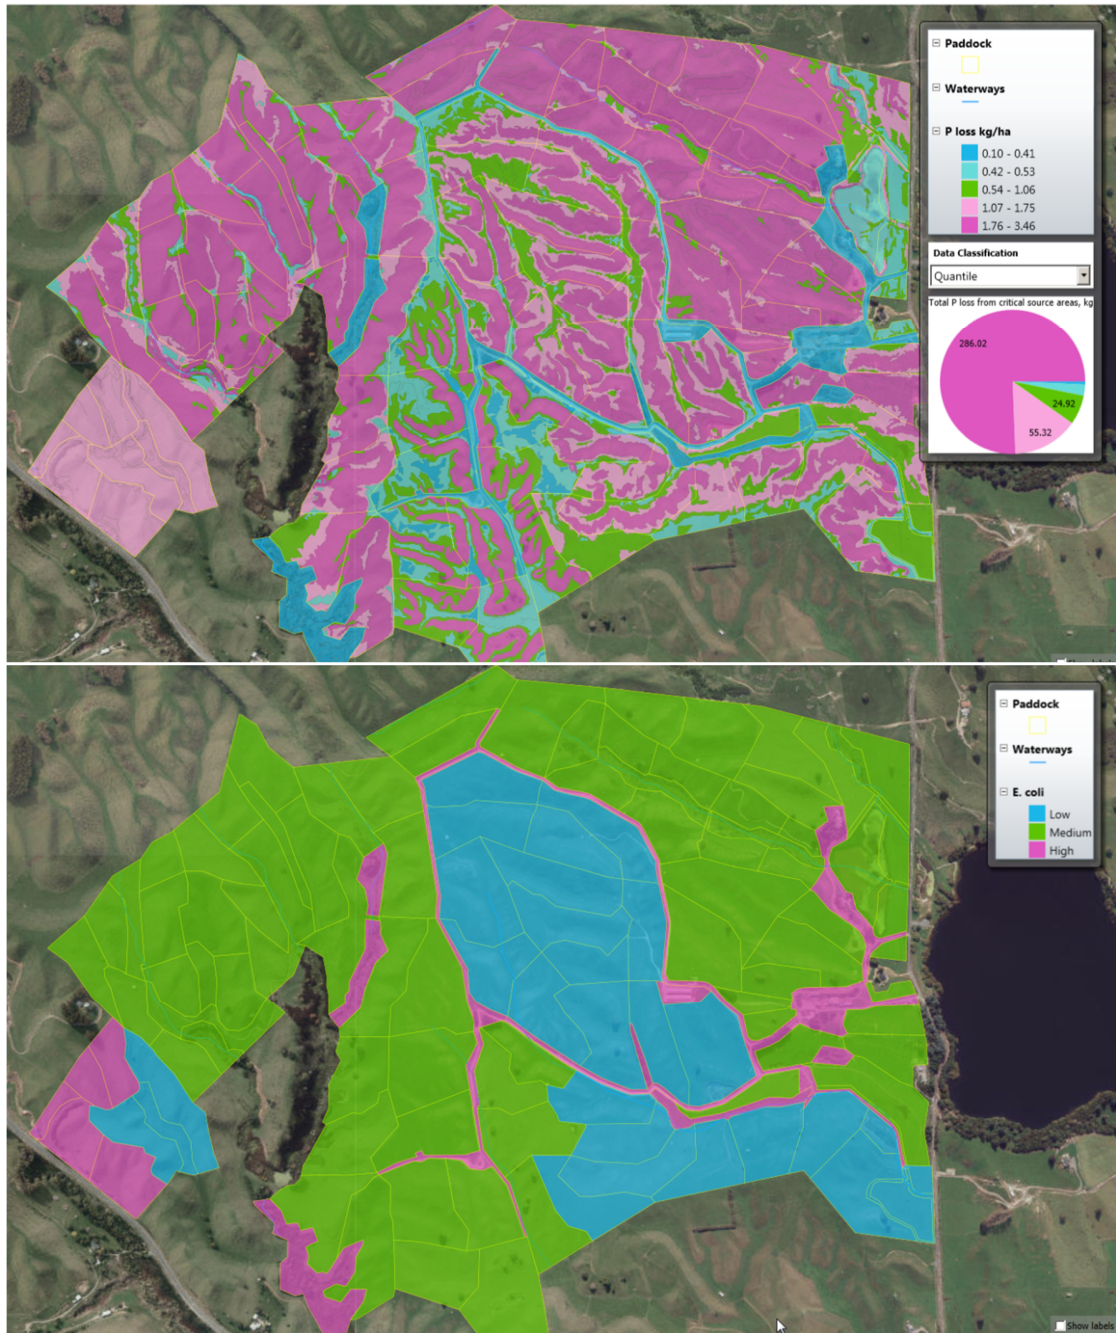 Paddock
Waterways
P loss kg/ha
0.10 - 0.41
0.42 - 0.53
0.54 - 1.06
1.07 - 1.75
1.76 - 3.46
Data Classification
Quantile
Total P loss from critical source areas, kg
286.02
24.92
55.32
Paddock
Waterways
E. coli
Low
Medium
High
Show labels